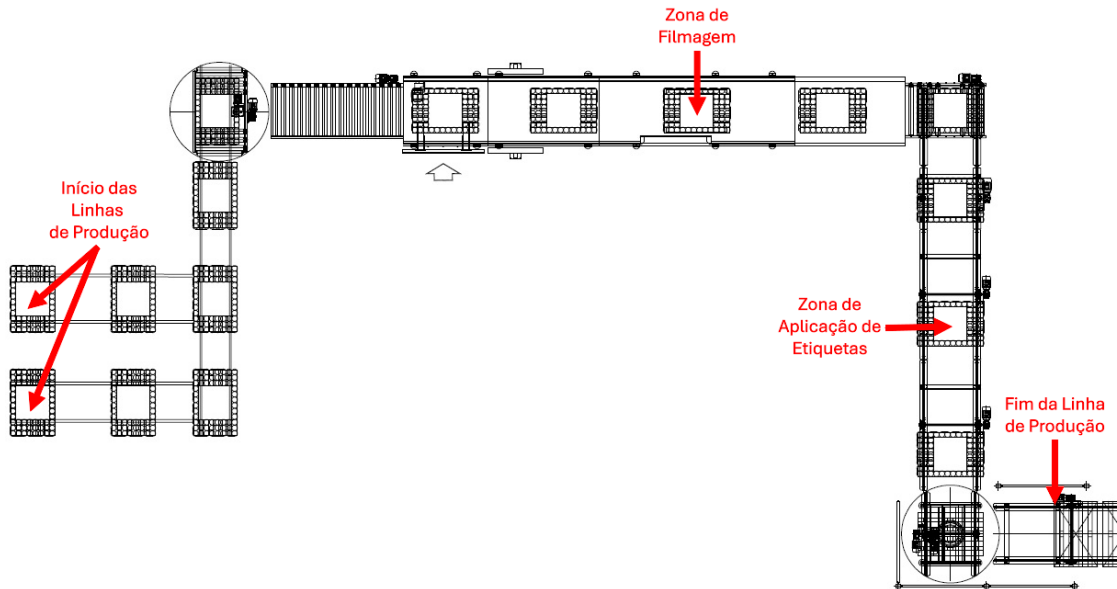 Zona de
Filmagem
Início das
Linhas
de Produção
Zona de
Aplicação de
Etiquetas
Fim da Linha
de Produção